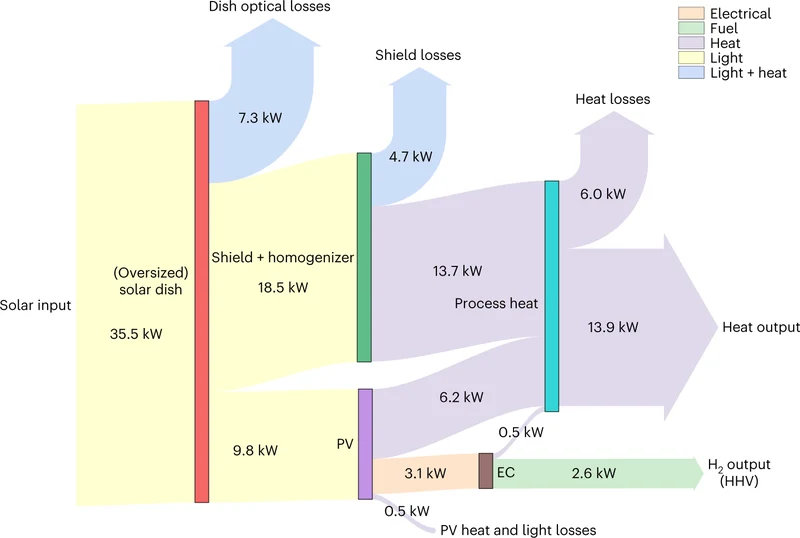 Dish optical losses
Electrical
Fuel
Heat
Light
Light + heat
Shield losses
Heat losses
7.3 kW
4.7 kW
6.0 kW
(Oversized)
solar dish
Shield + homogenizer
18.5 kW
13.7 kW
Process heat
Solar input
35.5 kW
13.9 kW
Heat output
6.2 kW
0.5 kW
PV
9.8 kW
3.1 kW
EC
2.6 kW
H₂ output
(HHV)
0.5 kW
PV heat and light losses